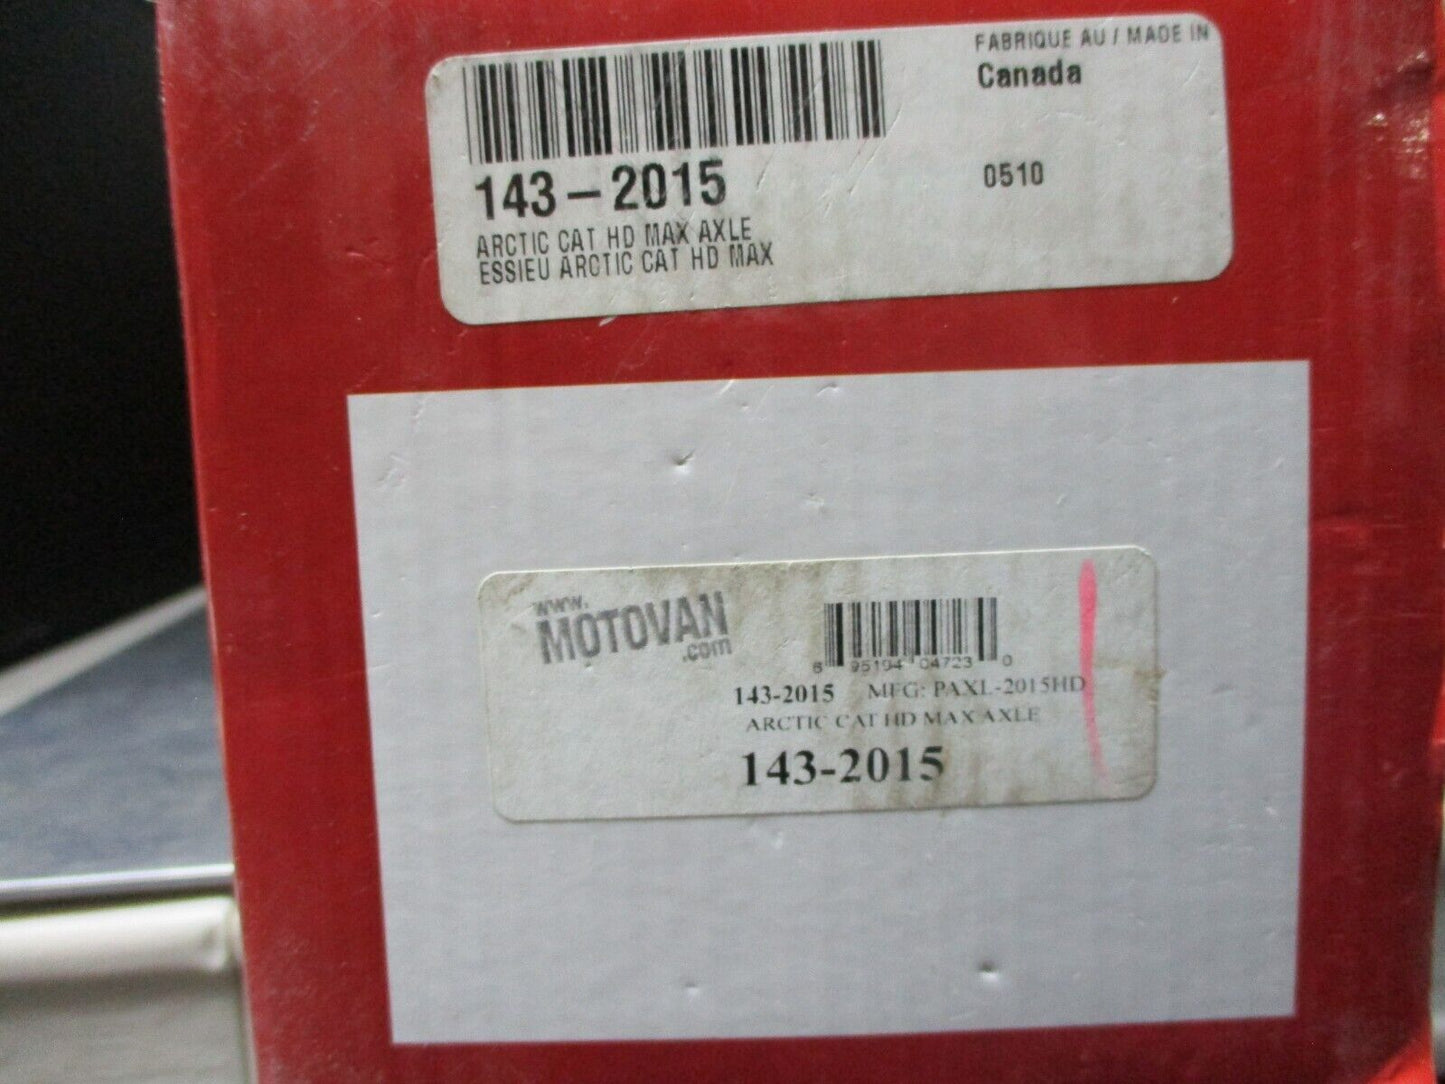 FABRIQUE AU / MADE IN
Canada
143-2015
0510
ARCTIC CAT HD MAX AXLE
ESSIEU ARCTIC CAT HD MAX
www.
MOTOVAN
.com
8 95194 04723 0
143-2015 MFG: PAXL-2015HD
ARCTIC CAT HD MAX AXLE
143-2015